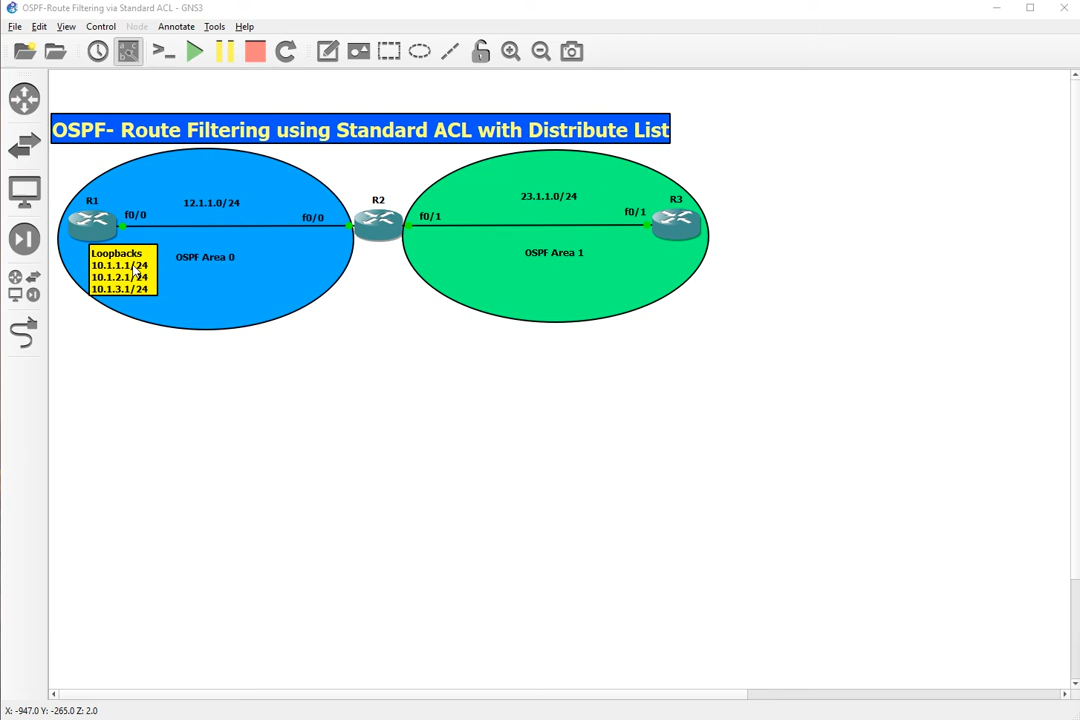 OSPF-Route Filtering via Standard ACL - GNS3
File Edit View Control Node Annotate Tools Help
OSPF- Route Filtering using Standard ACL with Distribute List
R1
f0/0
12.1.1.0/24
f0/0
R2
f0/1
23.1.1.0/24
f0/1
R3
Loopbacks
10.1.1.1/24
10.1.2.1/24
10.1.3.1/24
OSPF Area 0
OSPF Area 1
X: -947.0 Y: -265.0 Z: 2.0